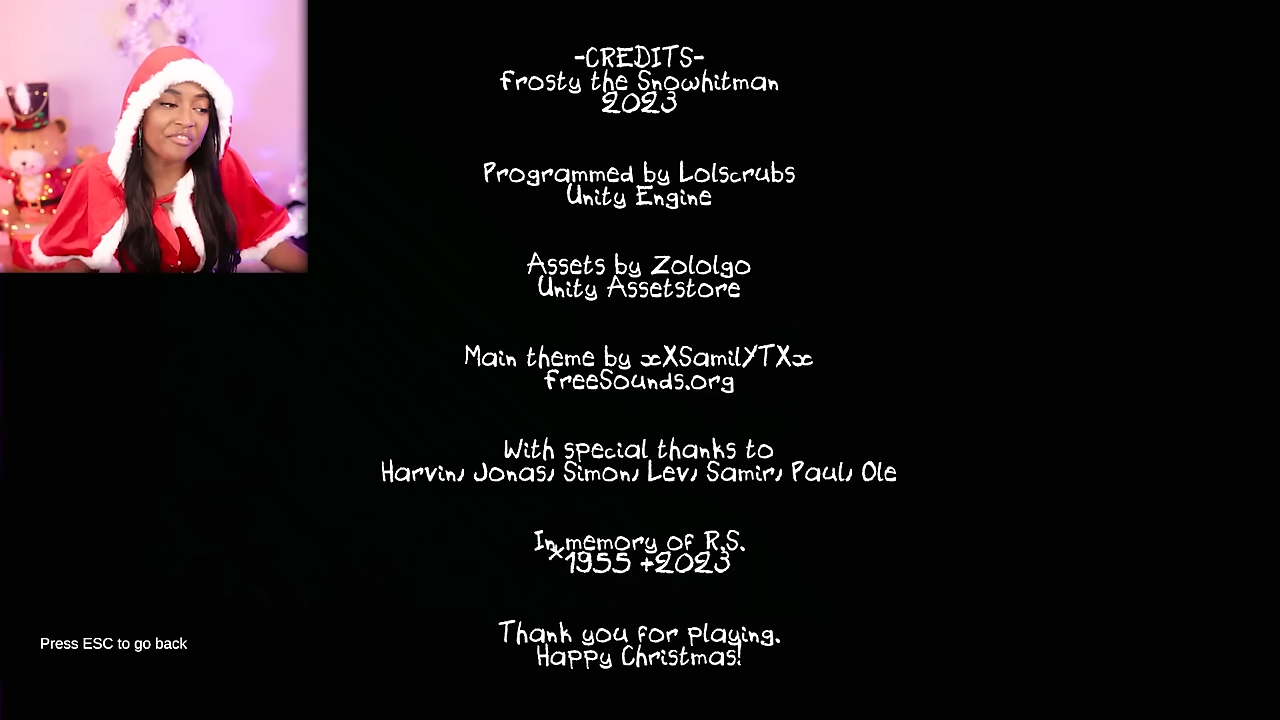 -CREDITS-
Frosty the Snowhitman
2023
Programmed by Lolscrubs
Unity Engine
Assets by Zololgo
Unity Assetstore
Main theme by xXSamilYTXx
FreeSounds.org
With special thanks to
Harvin, Jonas, Simon, Lev, Samir, Paul, Ole
In memory of R.S.
*1955 +2023
Thank you for playing.
Happy Christmas!
Press ESC to go back